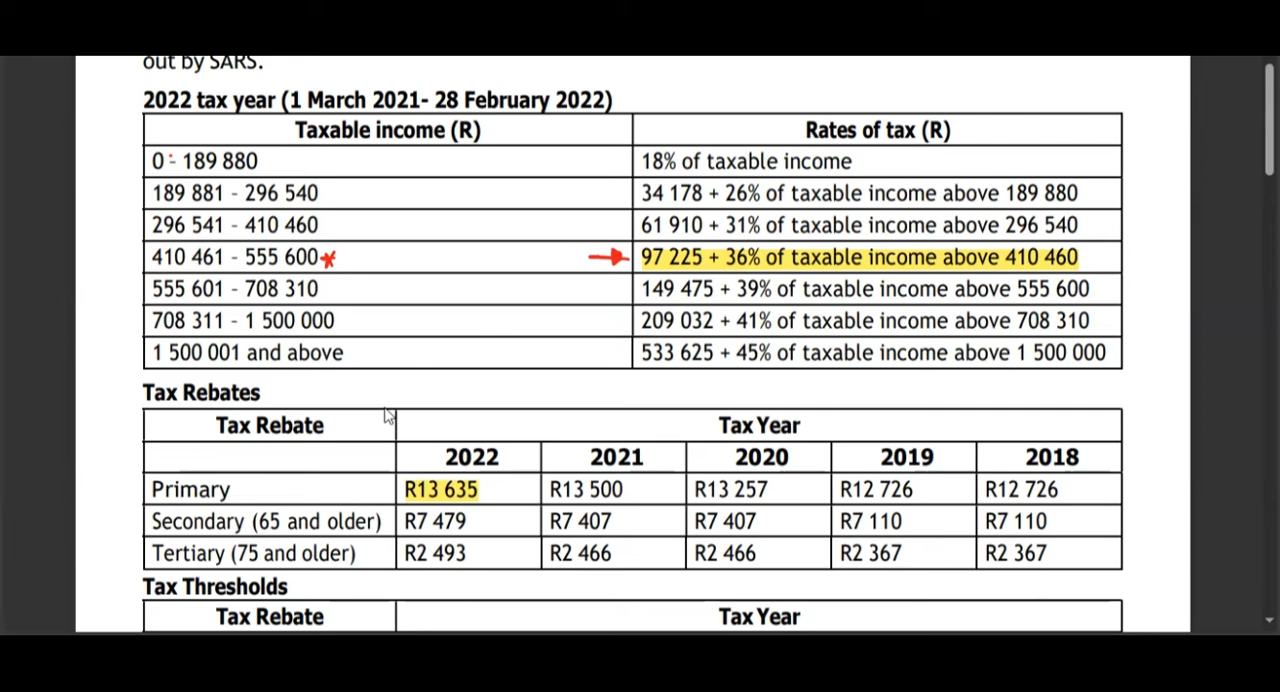 out by SARS.
2022 tax year (1 March 2021- 28 February 2022)
Taxable income (R) Rates of tax (R)
0 - 189 880 18% of taxable income
189 881 - 296 540 34 178 + 26% of taxable income above 189 880
296 541 - 410 460 61 910 + 31% of taxable income above 296 540
410 461 - 555 600 97 225 + 36% of taxable income above 410 460
555 601 - 708 310 149 475 + 39% of taxable income above 555 600
708 311 - 1 500 000 209 032 + 41% of taxable income above 708 310
1 500 001 and above 533 625 + 45% of taxable income above 1 500 000
Tax Rebates
Tax Rebate Tax Year
2022 2021 2020 2019 2018
Primary R13 635 R13 500 R13 257 R12 726 R12 726
Secondary (65 and older) R7 479 R7 407 R7 407 R7 110 R7 110
Tertiary (75 and older) R2 493 R2 466 R2 466 R2 367 R2 367
Tax Thresholds
Tax Rebate Tax Year